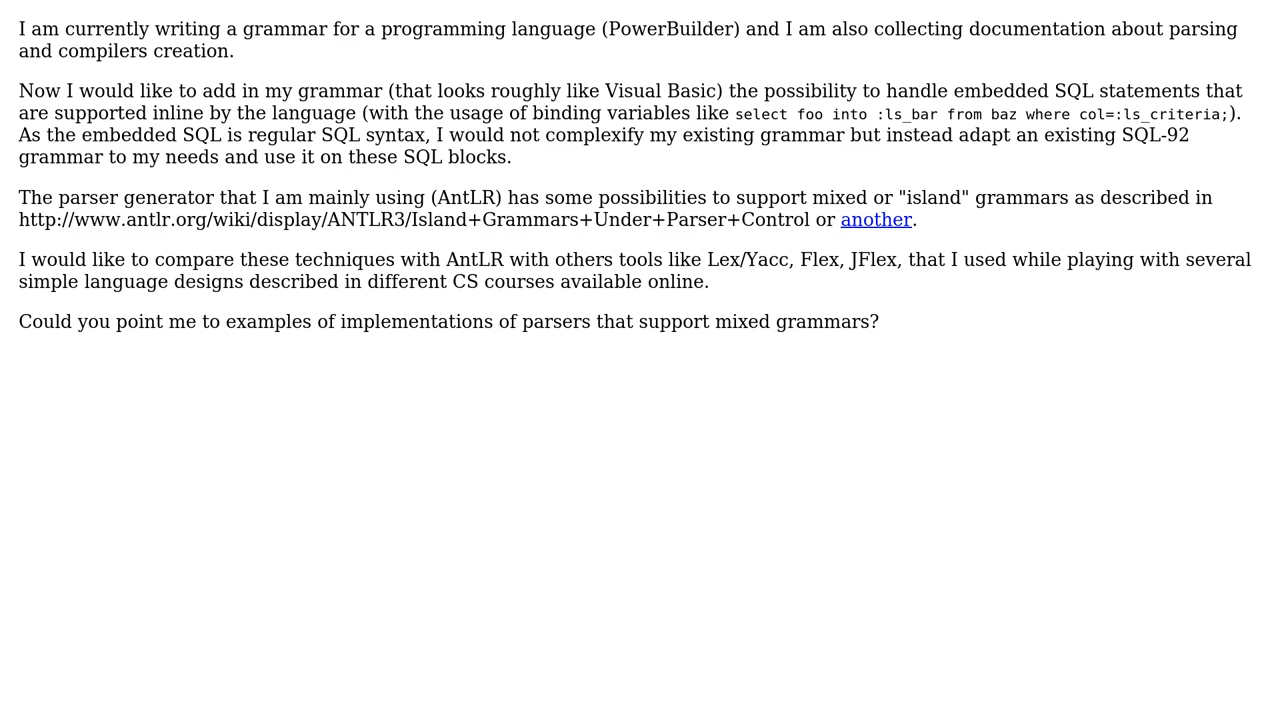 I am currently writing a grammar for a programming language (PowerBuilder) and I am also collecting documentation about parsing
and compilers creation.
Now I would like to add in my grammar (that looks roughly like Visual Basic) the possibility to handle embedded SQL statements that
are supported inline by the language (with the usage of binding variables like select foo into :ls_bar from baz where col=:ls_criteria;).
As the embedded SQL is regular SQL syntax, I would not complexify my existing grammar but instead adapt an existing SQL-92
grammar to my needs and use it on these SQL blocks.
The parser generator that I am mainly using (AntLR) has some possibilities to support mixed or "island" grammars as described in
http://www.antlr.org/wiki/display/ANTLR3/Island+Grammars+Under+Parser+Control or another.
I would like to compare these techniques with AntLR with others tools like Lex/Yacc, Flex, JFlex, that I used while playing with several
simple language designs described in different CS courses available online.
Could you point me to examples of implementations of parsers that support mixed grammars?